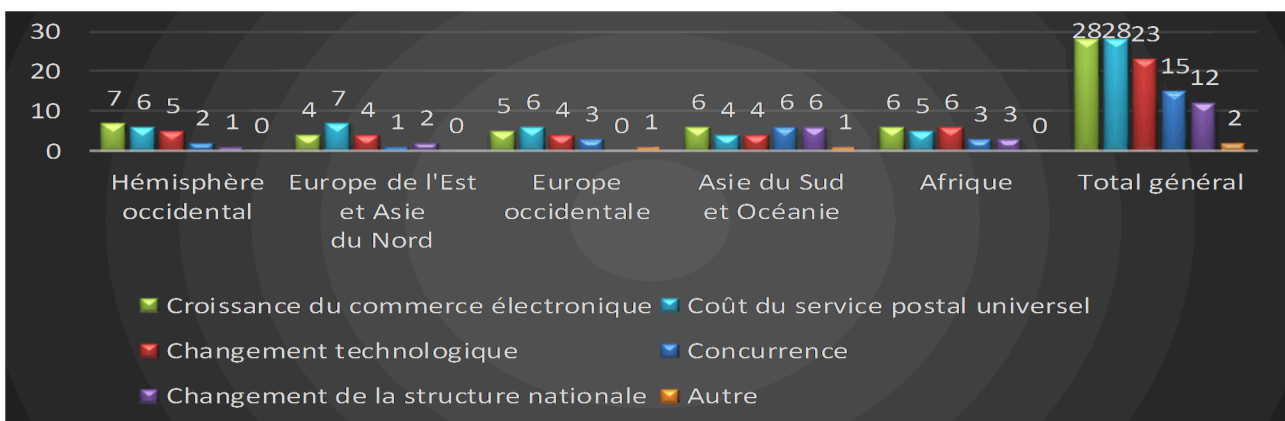 30
20
10
0
7 6 5 2 1 0
4 7 4 1 2 0
5 6 4 3 0 1
6 4 4 6 6 1
6 5 6 3 3 0
28 28 23 15 12 2
Hémisphère
occidental
Europe de l'Est
et Asie
du Nord
Europe
occidentale
Asie du Sud
et Océanie
Afrique
Total général
Croissance du commerce électronique
Coût du service postal universel
Changement technologique
Concurrence
Changement de la structure nationale
Autre